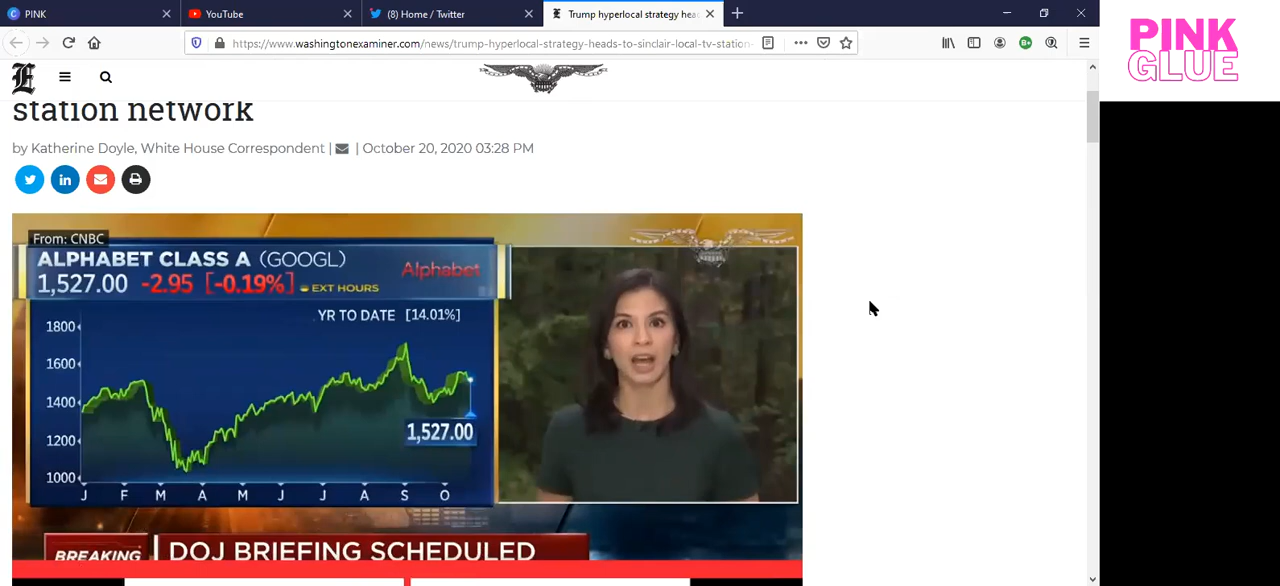 PINK
YouTube
(8) Home / Twitter
Trump hyperlocal strategy hea
https://www.washingtonexaminer.com/news/trump-hyperlocal-strategy-heads-to-sinclair-local-tv-station-
PINK
GLUE
E
station network
by Katherine Doyle, White House Correspondent | | October 20, 2020 03:28 PM
From: CNBC
ALPHABET CLASS A (GOOGL)
1,527.00 -2.95 [-0.19%] EXT HOURS
Alphabet
YR TO DATE [14.01%]
1800
1600
1400
1200
1000
1,527.00
J F M A M J J A S O
BREAKING
DOJ BRIEFING SCHEDULED